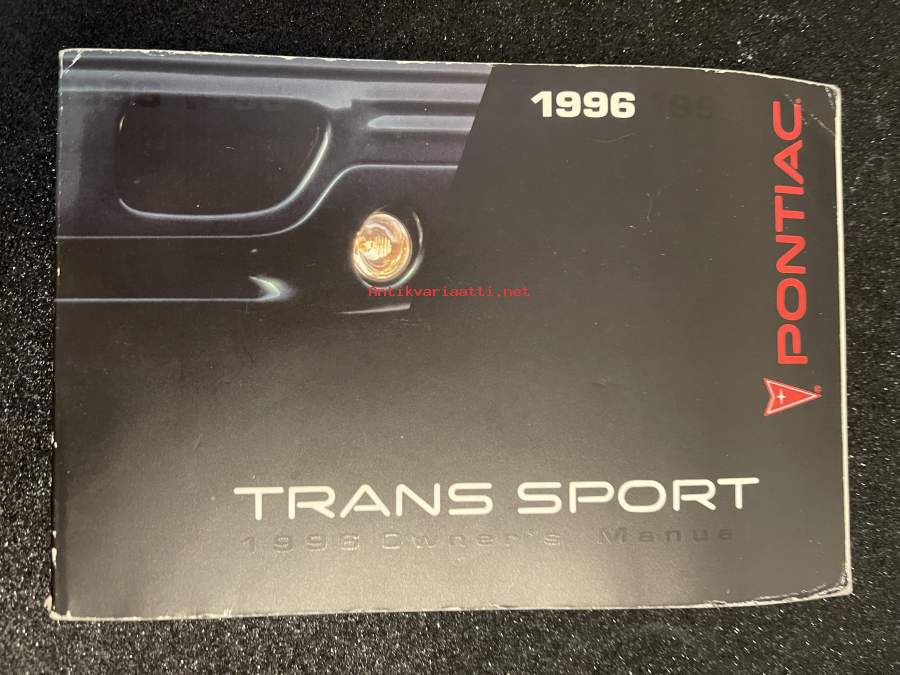 1996
PONTIAC®
Antikvariaatti.net
TRANS SPORT
1996 Owner's Manual